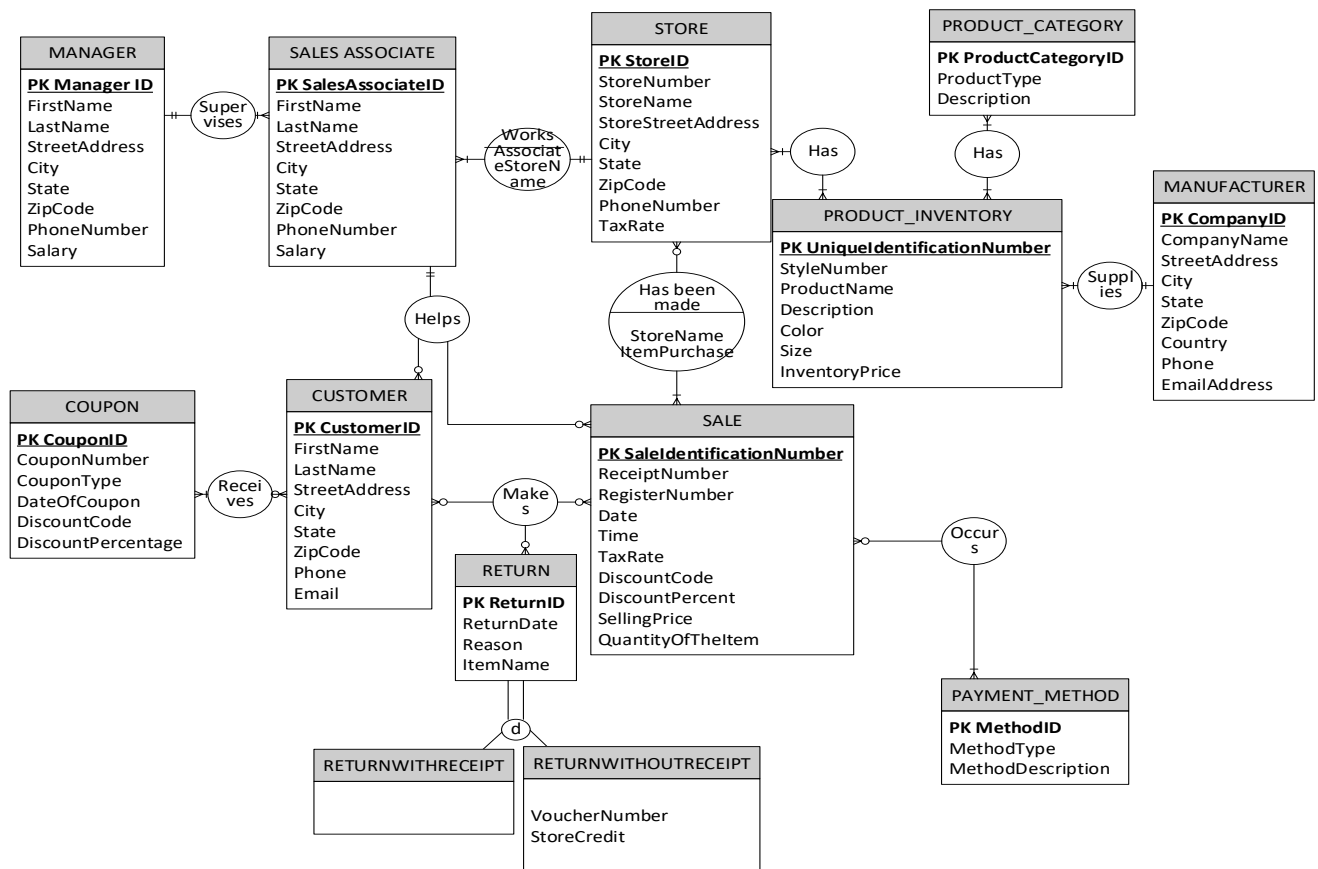 MANAGER
PK Manager ID
FirstName
LastName
StreetAddress
City
State
ZipCode
PhoneNumber
Salary
Super
vises
SALES ASSOCIATE
PK SalesAssociateID
FirstName
LastName
StreetAddress
City
State
ZipCode
PhoneNumber
Salary
Works
Associat
eStoreN
ame
STORE
PK StoreID
StoreNumber
StoreName
StoreStreetAddress
City
State
ZipCode
PhoneNumber
TaxRate
Has
PRODUCT_CATEGORY
PK ProductCategoryID
ProductType
Description
Has
PRODUCT_INVENTORY
PK UniqueIdentificationNumber
StyleNumber
ProductName
Description
Color
Size
InventoryPrice
Suppl
ies
MANUFACTURER
PK CompanyID
CompanyName
StreetAddress
City
State
ZipCode
Country
Phone
EmailAddress
Helps
Has been
made
StoreName
ItemPurchase
COUPON
PK CouponID
CouponNumber
CouponType
DateOfCoupon
DiscountCode
DiscountPercentage
Recei
ves
CUSTOMER
PK CustomerID
FirstName
LastName
StreetAddress
City
State
ZipCode
Phone
Email
Make
s
SALE
PK SaleIdentificationNumber
ReceiptNumber
RegisterNumber
Date
Time
TaxRate
DiscountCode
DiscountPercent
SellingPrice
QuantityOfTheItem
Occur
s
RETURN
PK ReturnID
ReturnDate
Reason
ItemName
d
RETURNWITHRECEIPT
RETURNWITHOUTRECEIPT
VoucherNumber
StoreCredit
PAYMENT_METHOD
PK MethodID
MethodType
MethodDescription